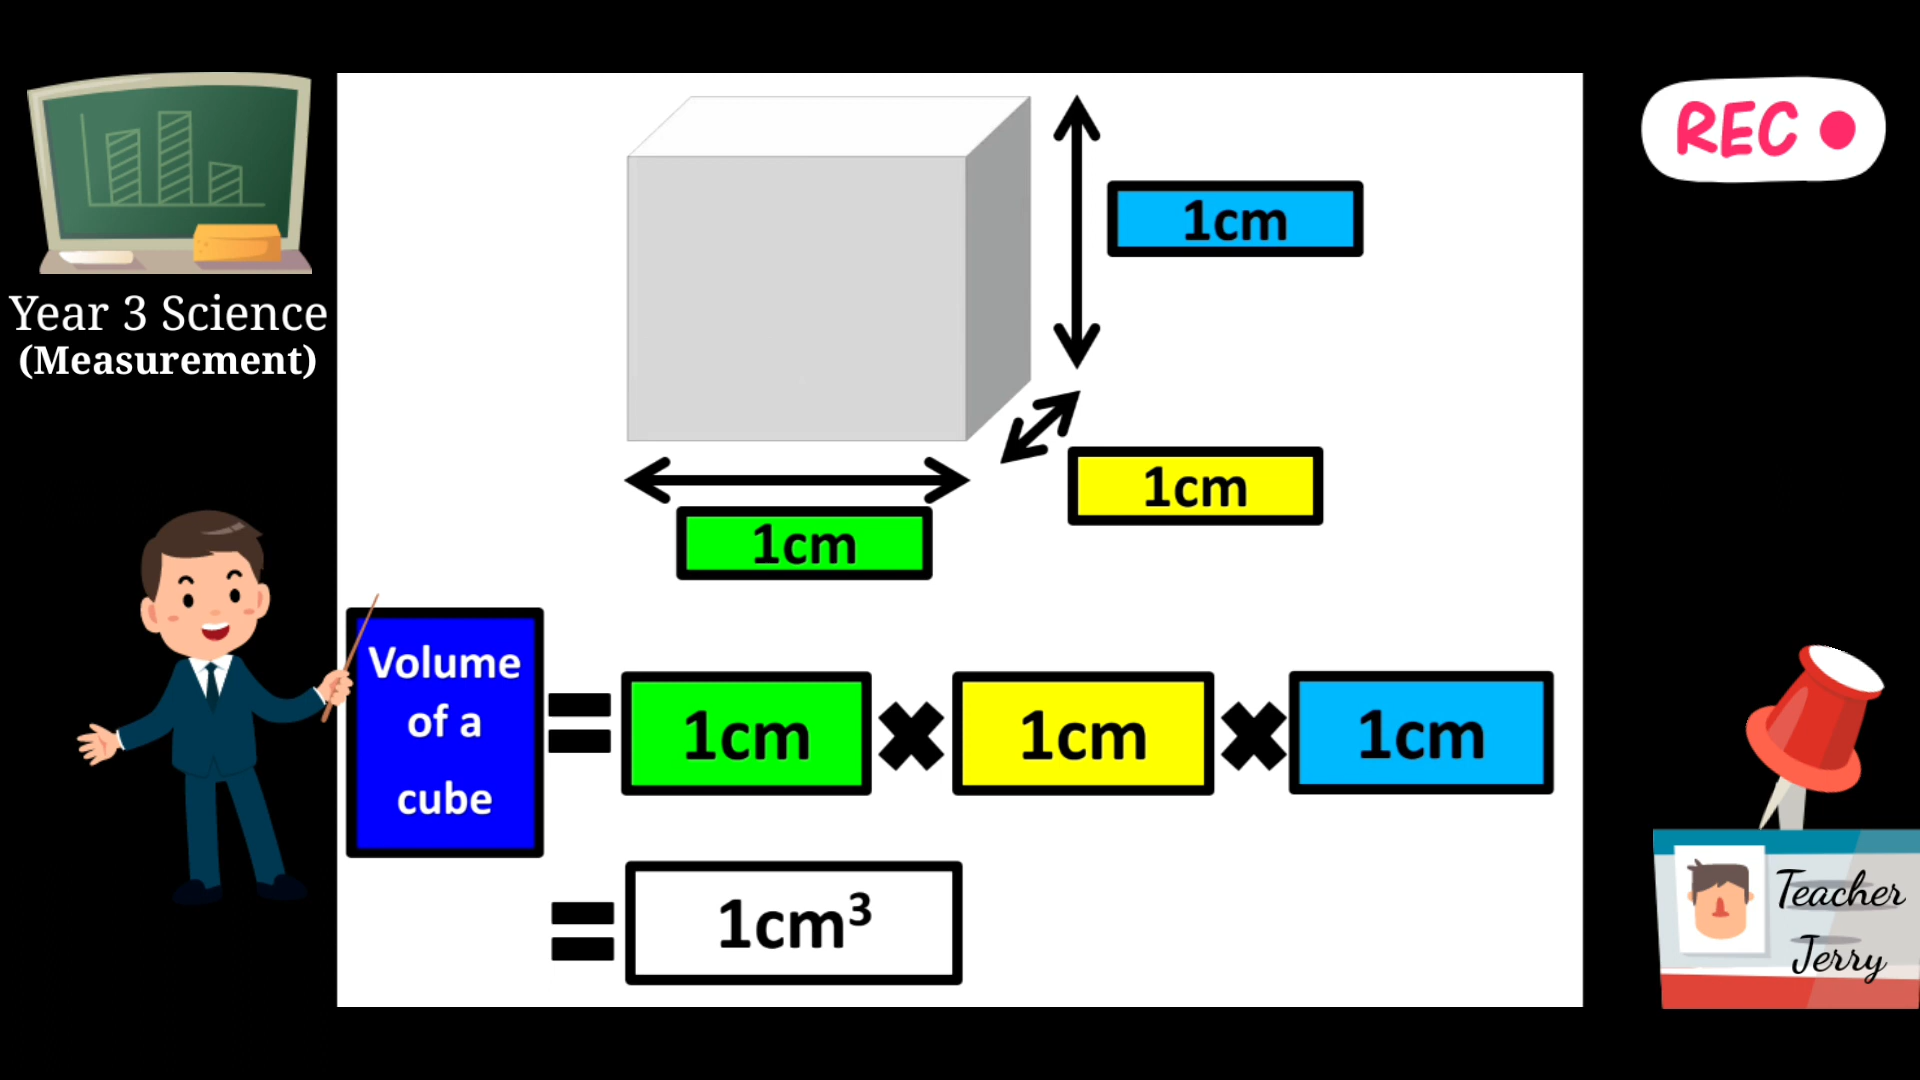 Year 3 Science
(Measurement)
REC
1cm
1cm
1cm
Volume
of a
cube
= 1cm × 1cm × 1cm
= 1cm³
Teacher
Jerry